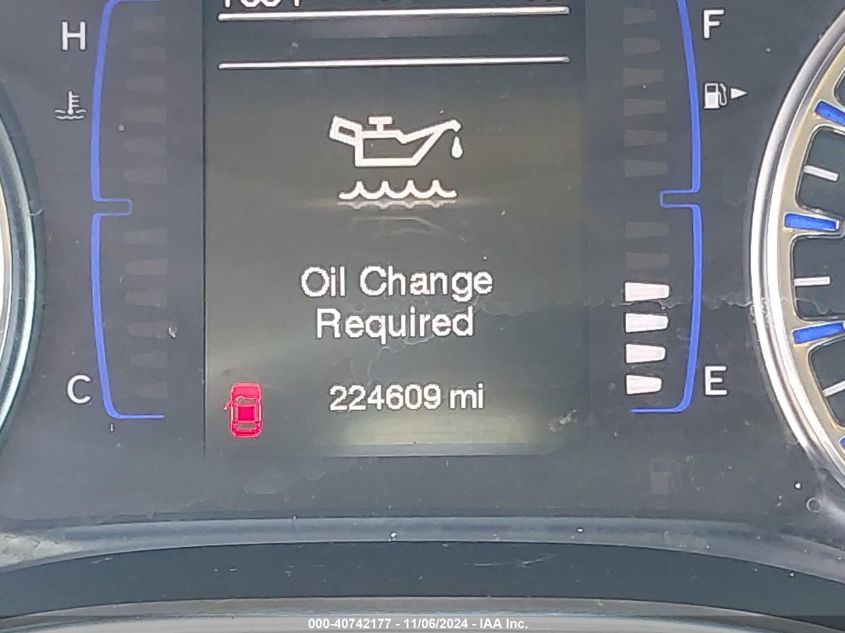 H
F
Oil Change
Required
C
E
224609 mi
000-40742177 - 11/06/2024 - IAA Inc.